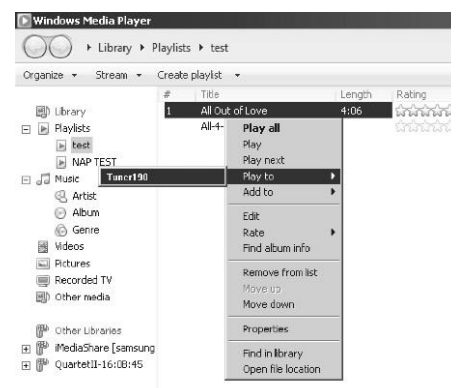 Windows Media Player
Library ▸ Playlists ▸ test
Organize Stream Create playlist
# Title Length Rating
1 All Out of Love 4:06
All-4-
Library
Playlists
test
NAP TEST
Music
Artist
Album
Genre
Videos
Pictures
Recorded TV
Other media
Other Libraries
iMediaShare [samsung
QuartetII-16:0B:45
Tuner190
Play all
Play
Play next
Play to
Add to
Edit
Rate
Find album info
Remove from list
Move up
Move down
Properties
Find in library
Open file location